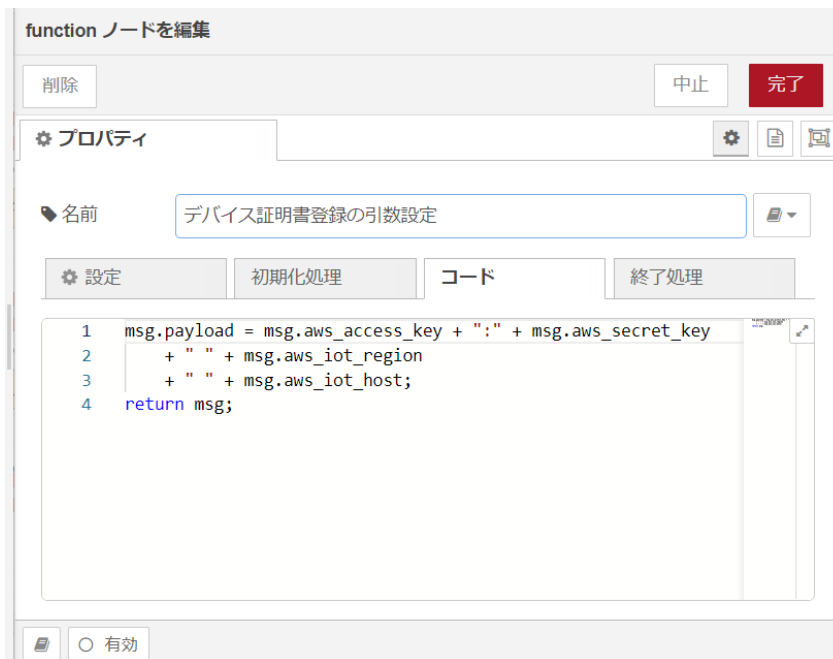 function ノードを編集
削除 中止 完了
プロパティ
名前 デバイス証明書登録の引数設定
設定 初期化処理 コード 終了処理
1 msg.payload = msg.aws_access_key + ":" + msg.aws_secret_key
2 + " " + msg.aws_iot_region
3 + " " + msg.aws_iot_host;
4 return msg;
有効